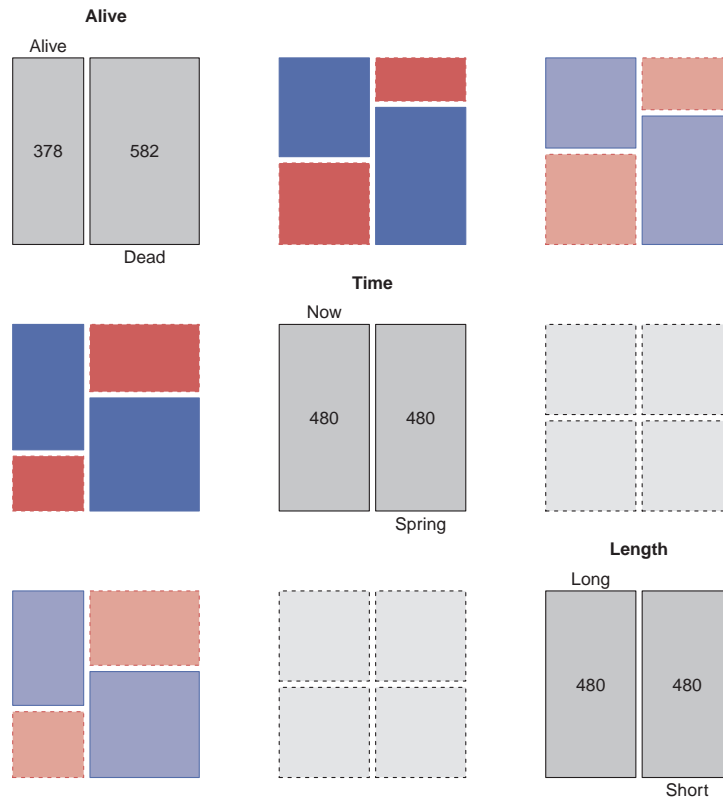 Alive
Alive
378 582
Dead
Time
Now
480 480
Spring
Length
Long
480 480
Short